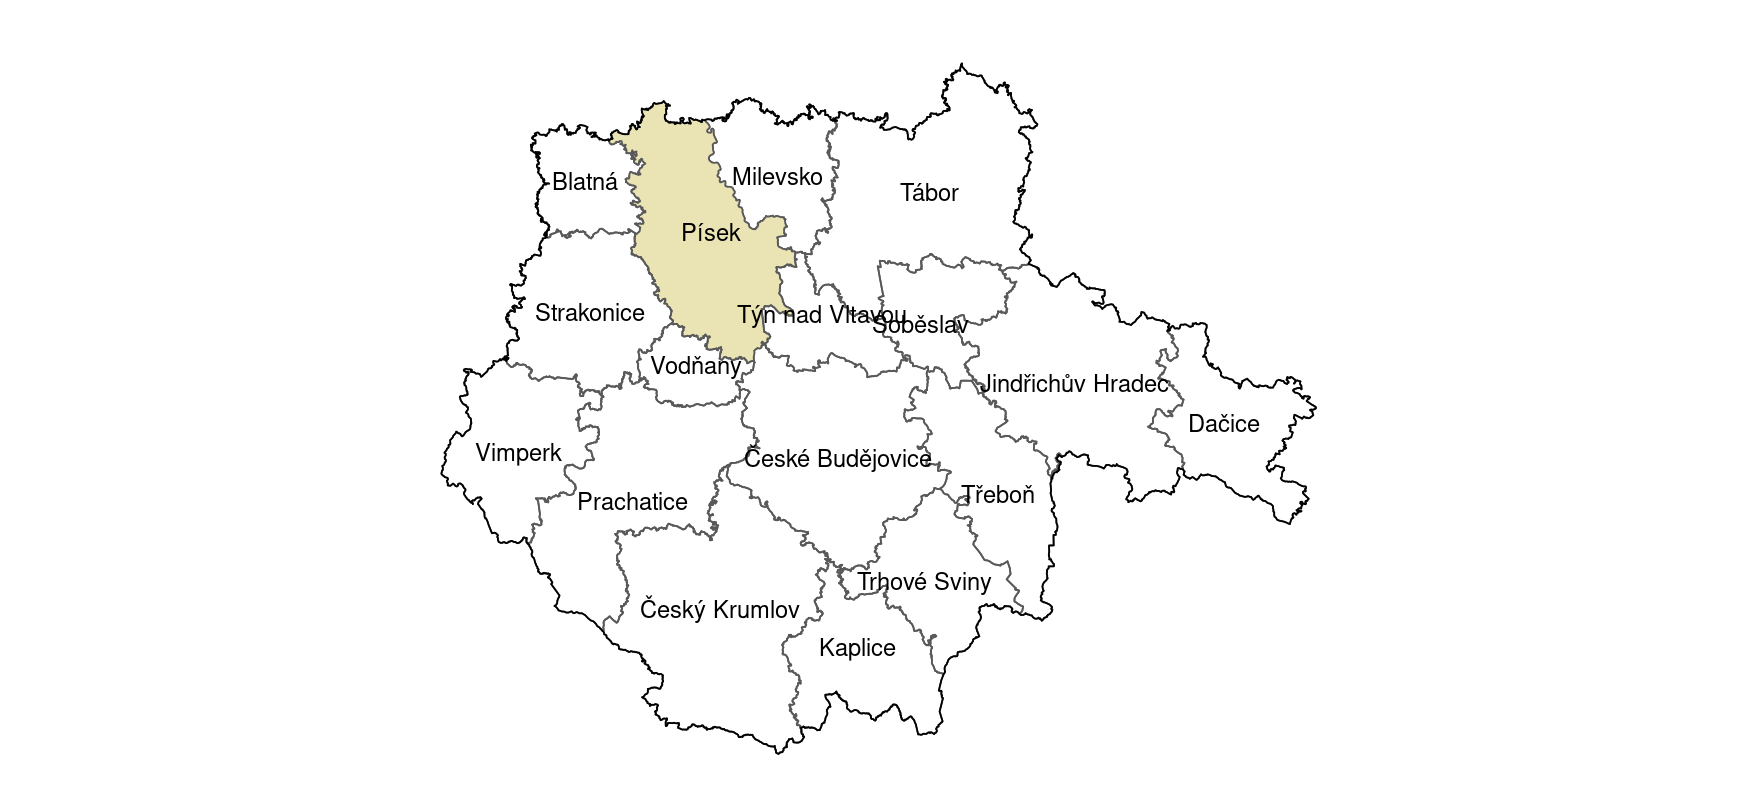 Milevsko
Blatná
Tábor
Písek
Strakonice
Týn nad Vltavou
Soběslav
Vodňany
Jindřichův Hradec
Dačice
Vimperk
České Budějovice
Třeboň
Prachatice
Trhové Sviny
Český Krumlov
Kaplice